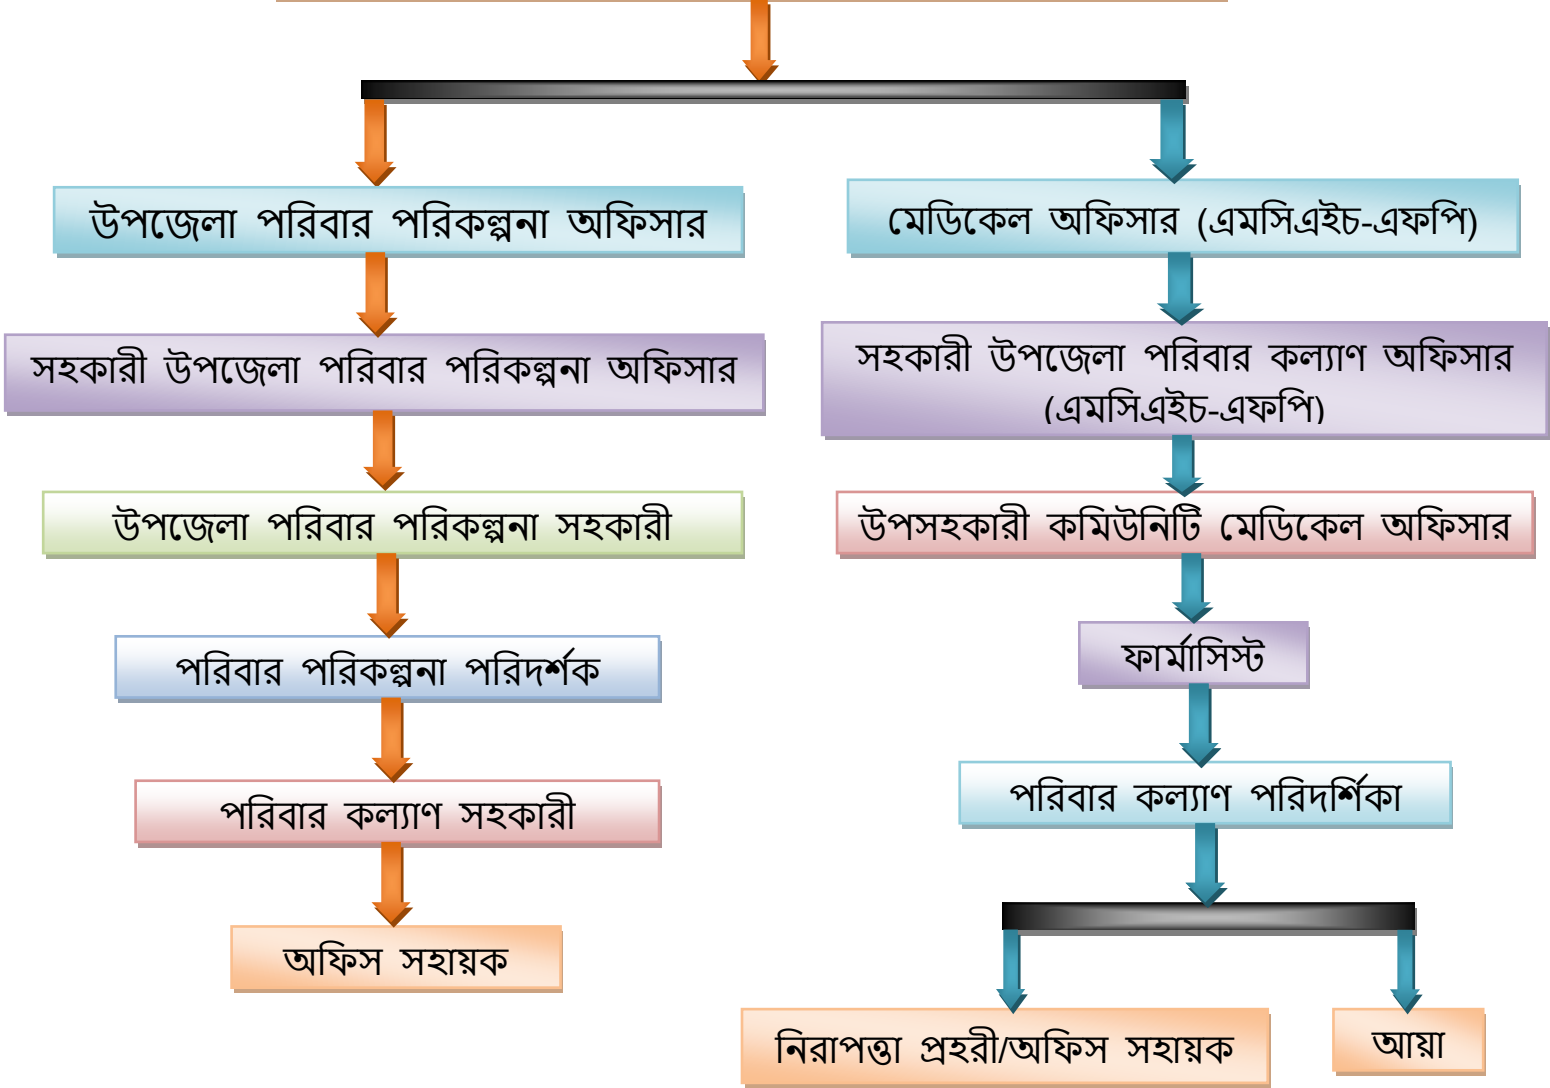 উপজেলা পরিবার পরিকল্পনা অফিসার
সহকারী উপজেলা পরিবার পরিকল্পনা অফিসার
উপজেলা পরিবার পরিকল্পনা সহকারী
পরিবার পরিকল্পনা পরিদর্শক
পরিবার কল্যাণ সহকারী
অফিস সহায়ক
মেডিকেল অফিসার (এমসিএইচ-এফপি)
সহকারী উপজেলা পরিবার কল্যাণ অফিসার
(এমসিএইচ-এফপি)
উপসহকারী কমিউনিটি মেডিকেল অফিসার
ফার্মাসিস্ট
পরিবার কল্যাণ পরিদর্শিকা
নিরাপত্তা প্রহরী/অফিস সহায়ক
আয়া